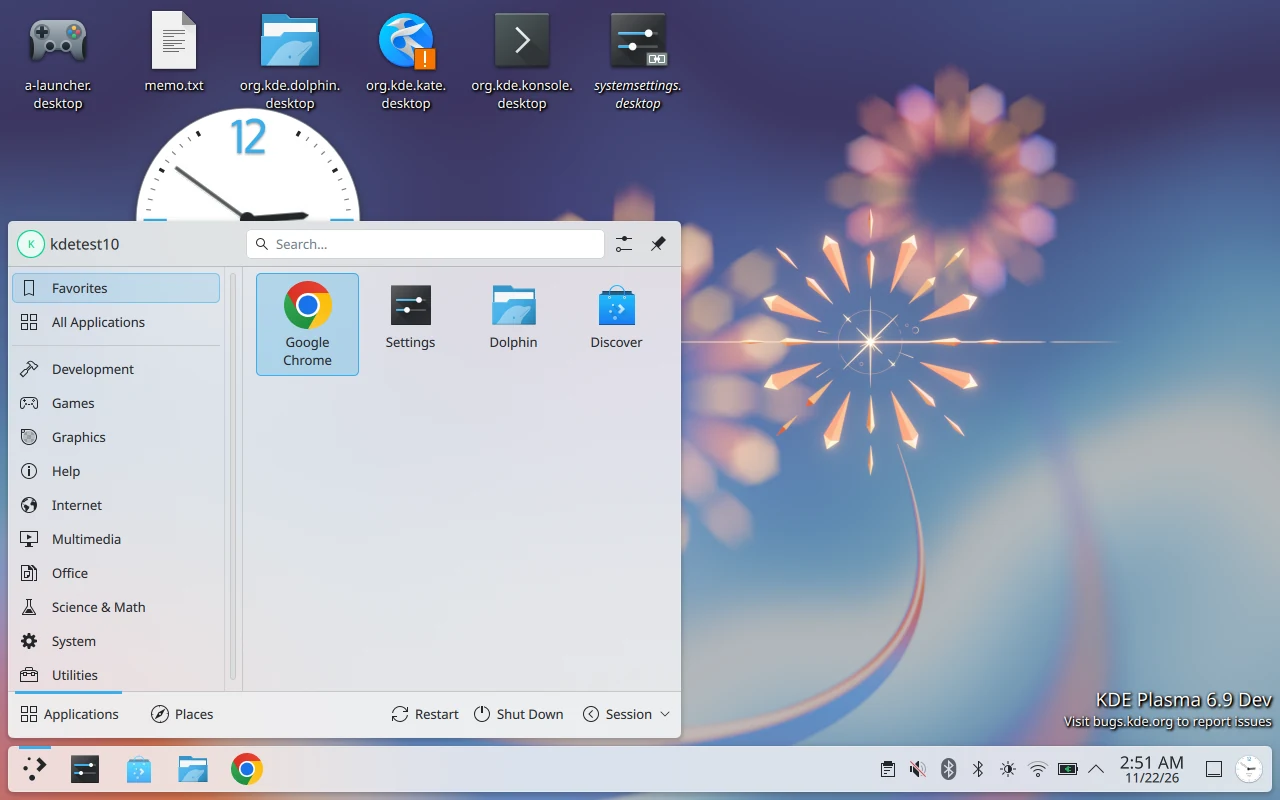 a-launcher.
desktop
memo.txt
org.kde.dolphin.
desktop
org.kde.kate.
desktop
org.kde.konsole.
desktop
systemsettings.
desktop
12
K
kdetest10
Search...
Favorites
All Applications
Development
Games
Graphics
Help
Internet
Multimedia
Office
Science & Math
System
Utilities
Google
Chrome
Settings
Dolphin
Discover
Applications
Places
Restart
Shut Down
Session
KDE Plasma 6.9 Dev
Visit bugs.kde.org to report issues
2:51 AM
11/22/26